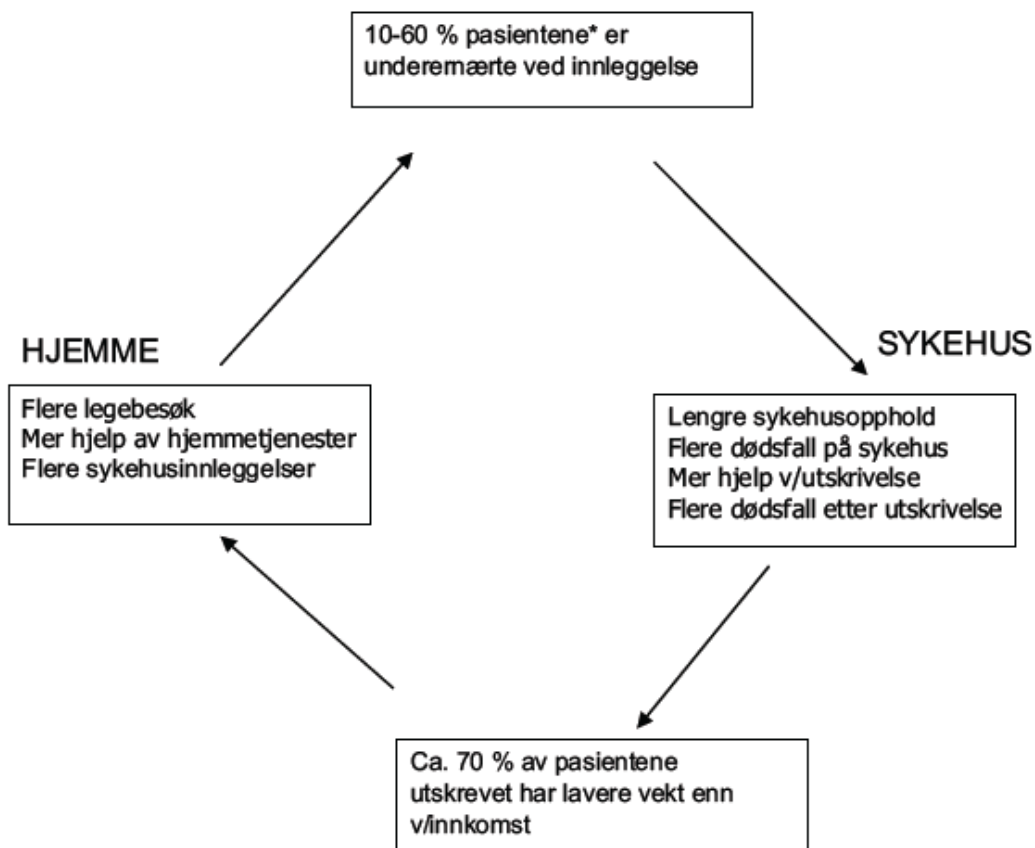 10-60 % pasientene* er
underernærte ved innleggelse
HJEMME
SYKEHUS
Flere legebesøk
Mer hjelp av hjemmetjenester
Flere sykehusinnleggelser
Lengre sykehusopphold
Flere dødsfall på sykehus
Mer hjelp v/utskrivelse
Flere dødsfall etter utskrivelse
Ca. 70 % av pasientene
utskrevet har lavere vekt enn
v/innkomst